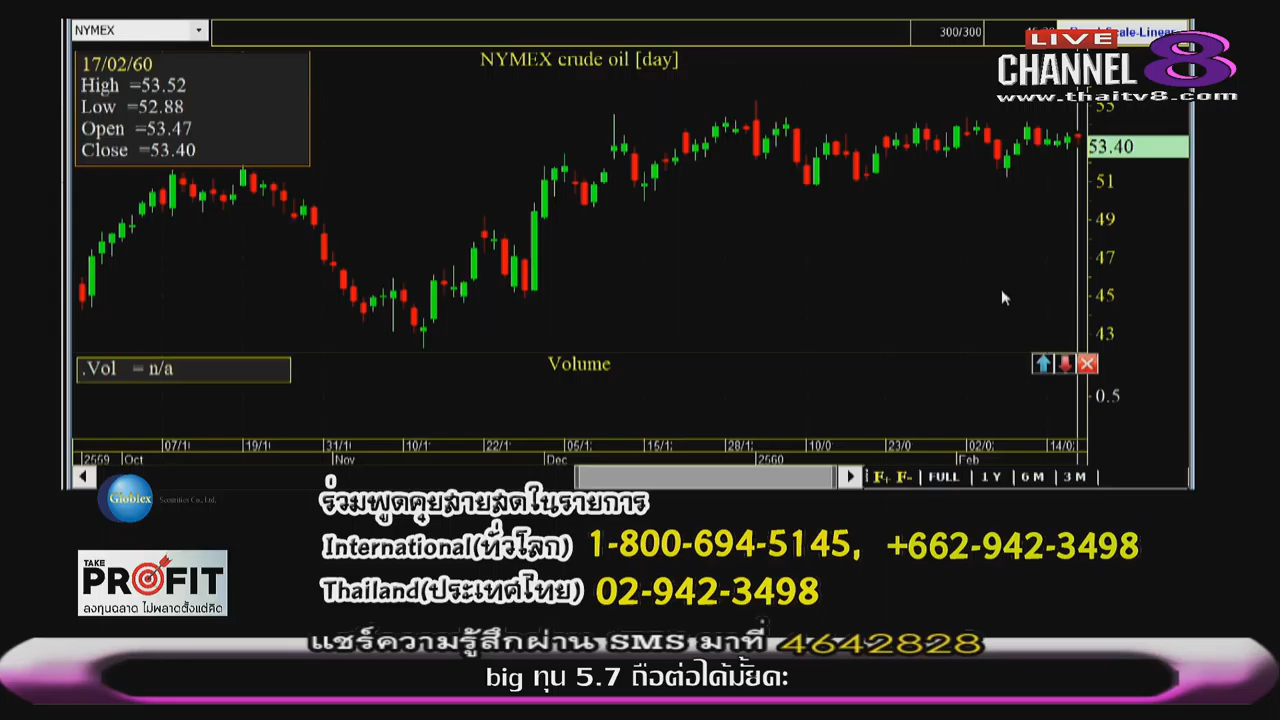 NYMEX
300/300
LIVE
CHANNEL 8
www.thaitv8.com
17/02/60
High =53.52
Low =52.88
Open =53.47
Close =53.40
NYMEX crude oil [day]
55
53.40
51
49
47
45
43
.Vol = n/a
Volume
0.5
07/1
19/1
31/1
10/1
22/1
05/1
15/1
28/1
10/0
23/0
02/0
14/0
2559 Oct Nov Dec 2560 Feb
F+ F- FULL 1 Y 6 M 3 M
Globlex
Securities Co., Ltd.
ร่วมพูดคุยสายสดในรายการ
International(ทั่วโลก) 1-800-694-5145, +662-942-3498
Thailand(ประเทศไทย) 02-942-3498
TAKE
PROFIT
ลงทุนฉลาด ไม่พลาดตั้งแต่คิด
แชร์ความรู้สึกผ่าน SMS มาที่ 4642828
big ทุน 5.7 ถือต่อได้มั้ยคะ